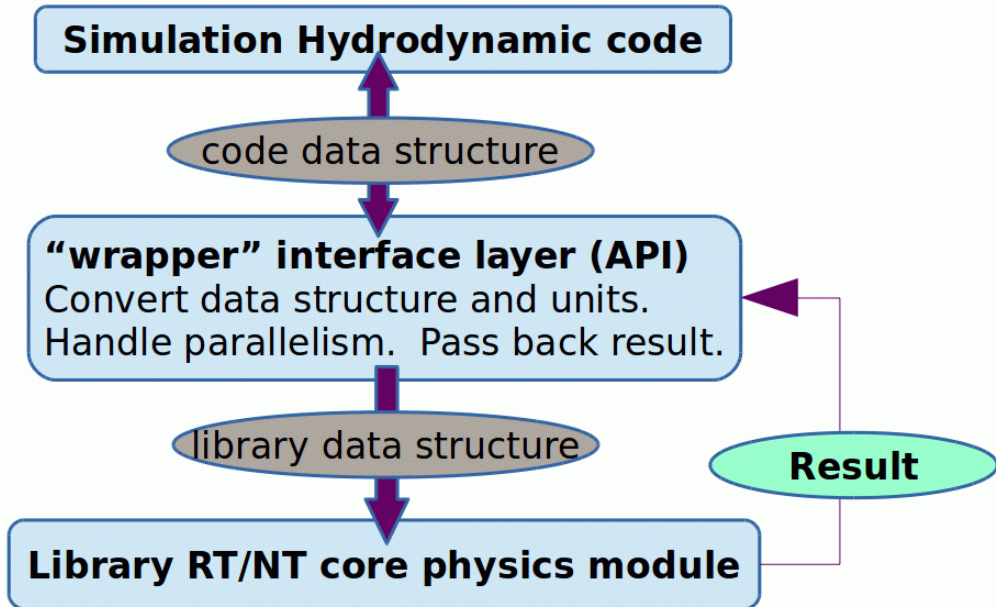 Simulation Hydrodynamic code
code data structure
“wrapper” interface layer (API)
Convert data structure and units.
Handle parallelism.  Pass back result.
library data structure
Result
Library RT/NT core physics module